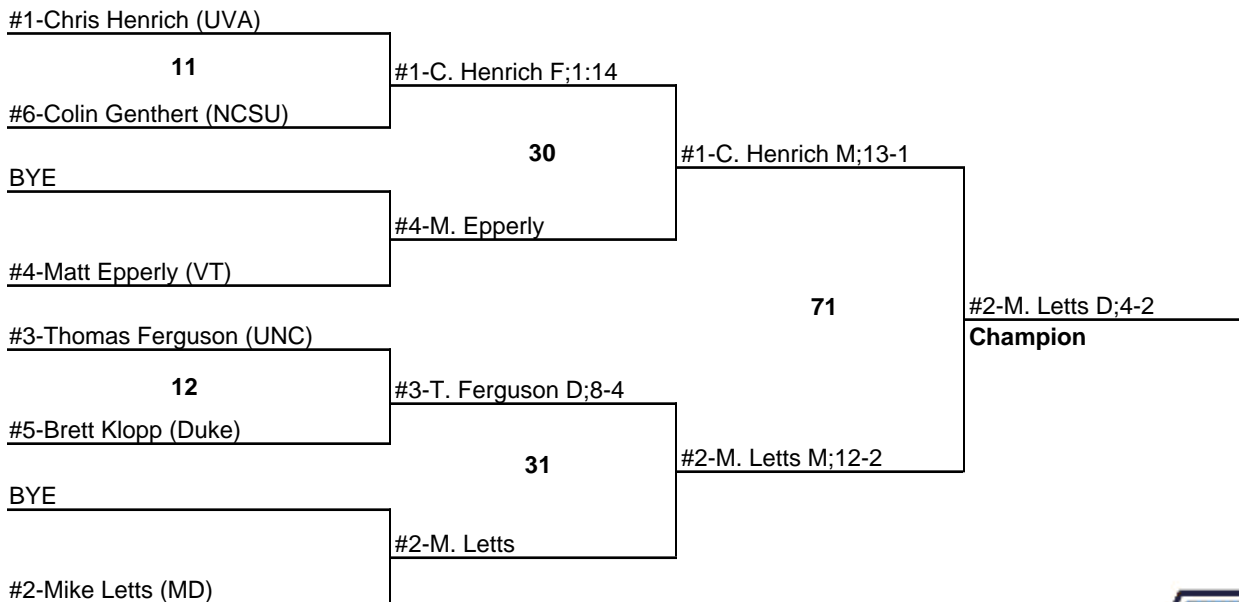 #1-Chris Henrich (UVA)
11
#1-C. Henrich F;1:14
#6-Colin Genthert (NCSU)
30
#1-C. Henrich M;13-1
BYE
#4-M. Epperly
#4-Matt Epperly (VT)
71
#2-M. Letts D;4-2
Champion
#3-Thomas Ferguson (UNC)
12
#3-T. Ferguson D;8-4
#5-Brett Klopp (Duke)
31
#2-M. Letts M;12-2
BYE
#2-M. Letts
#2-Mike Letts (MD)